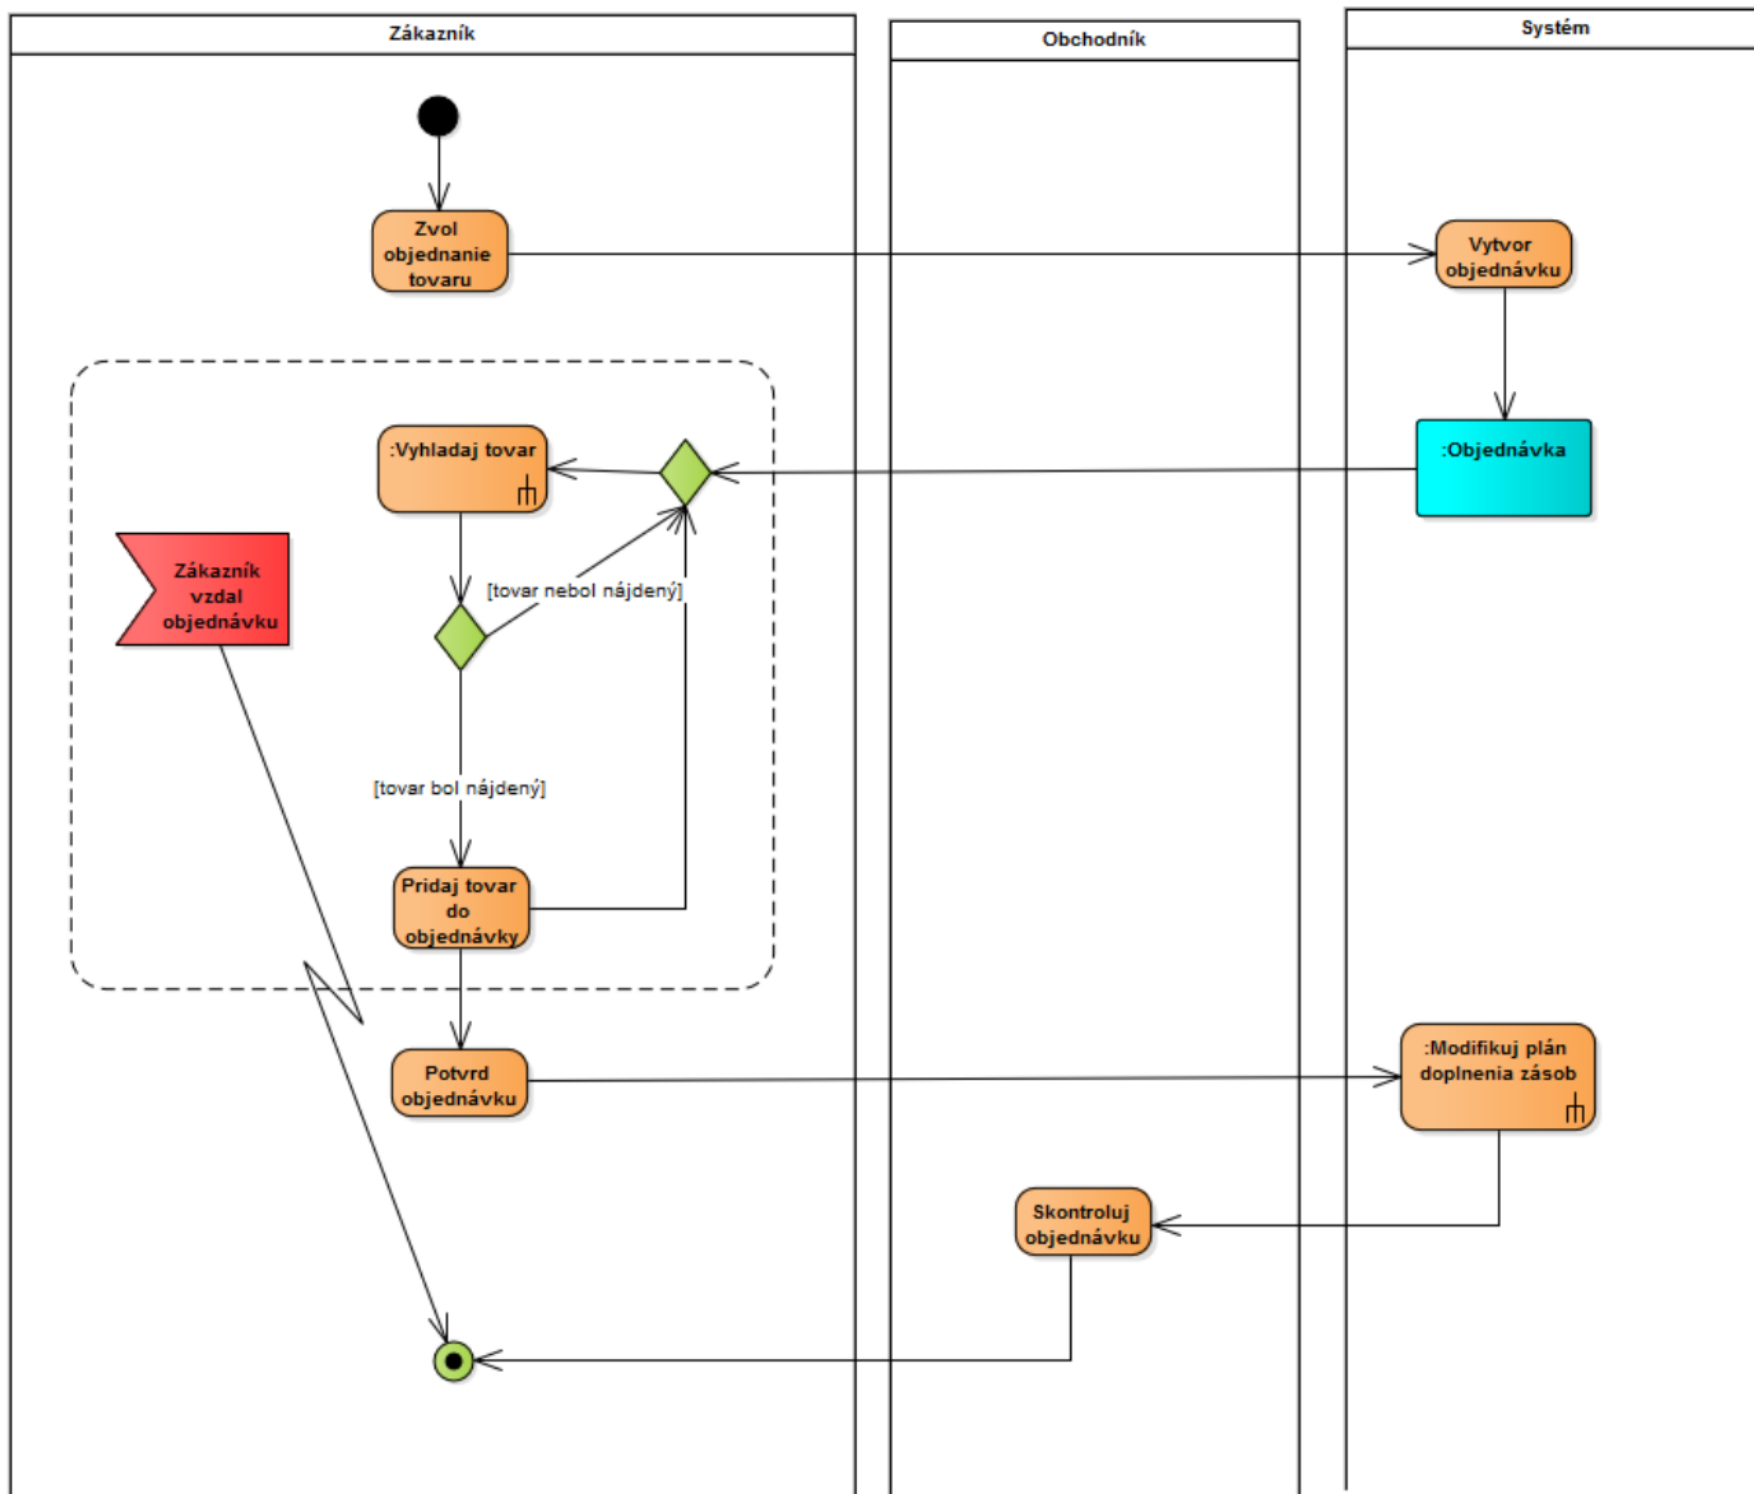 Zákazník
Obchodník
Systém
Zvol
objednanie
tovaru
Vytvor
objednávku
:Vyhladaj tovar
:Objednávka
Zákazník
vzdal
objednávku
[tovar nebol nájdený]
[tovar bol nájdený]
Pridaj tovar
do
objednávky
Potvrd
objednávku
:Modifikuj plán
doplnenia zásob
Skontroluj
objednávku